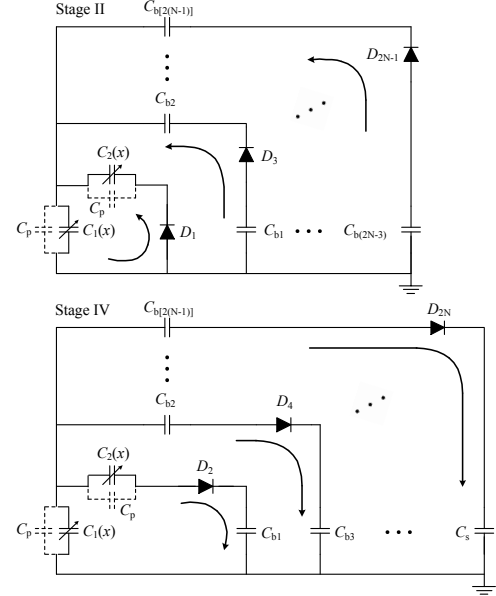 Stage II
C_b[2(N-1)]
D_2N-1
C_b2
C_2(x)
D_3
C_p
C_p
C_1(x)
D_1
C_b1
C_b(2N-3)
Stage IV
C_b[2(N-1)]
D_2N
C_b2
D_4
C_2(x)
D_2
C_p
C_p
C_1(x)
C_b1
C_b3
C_s